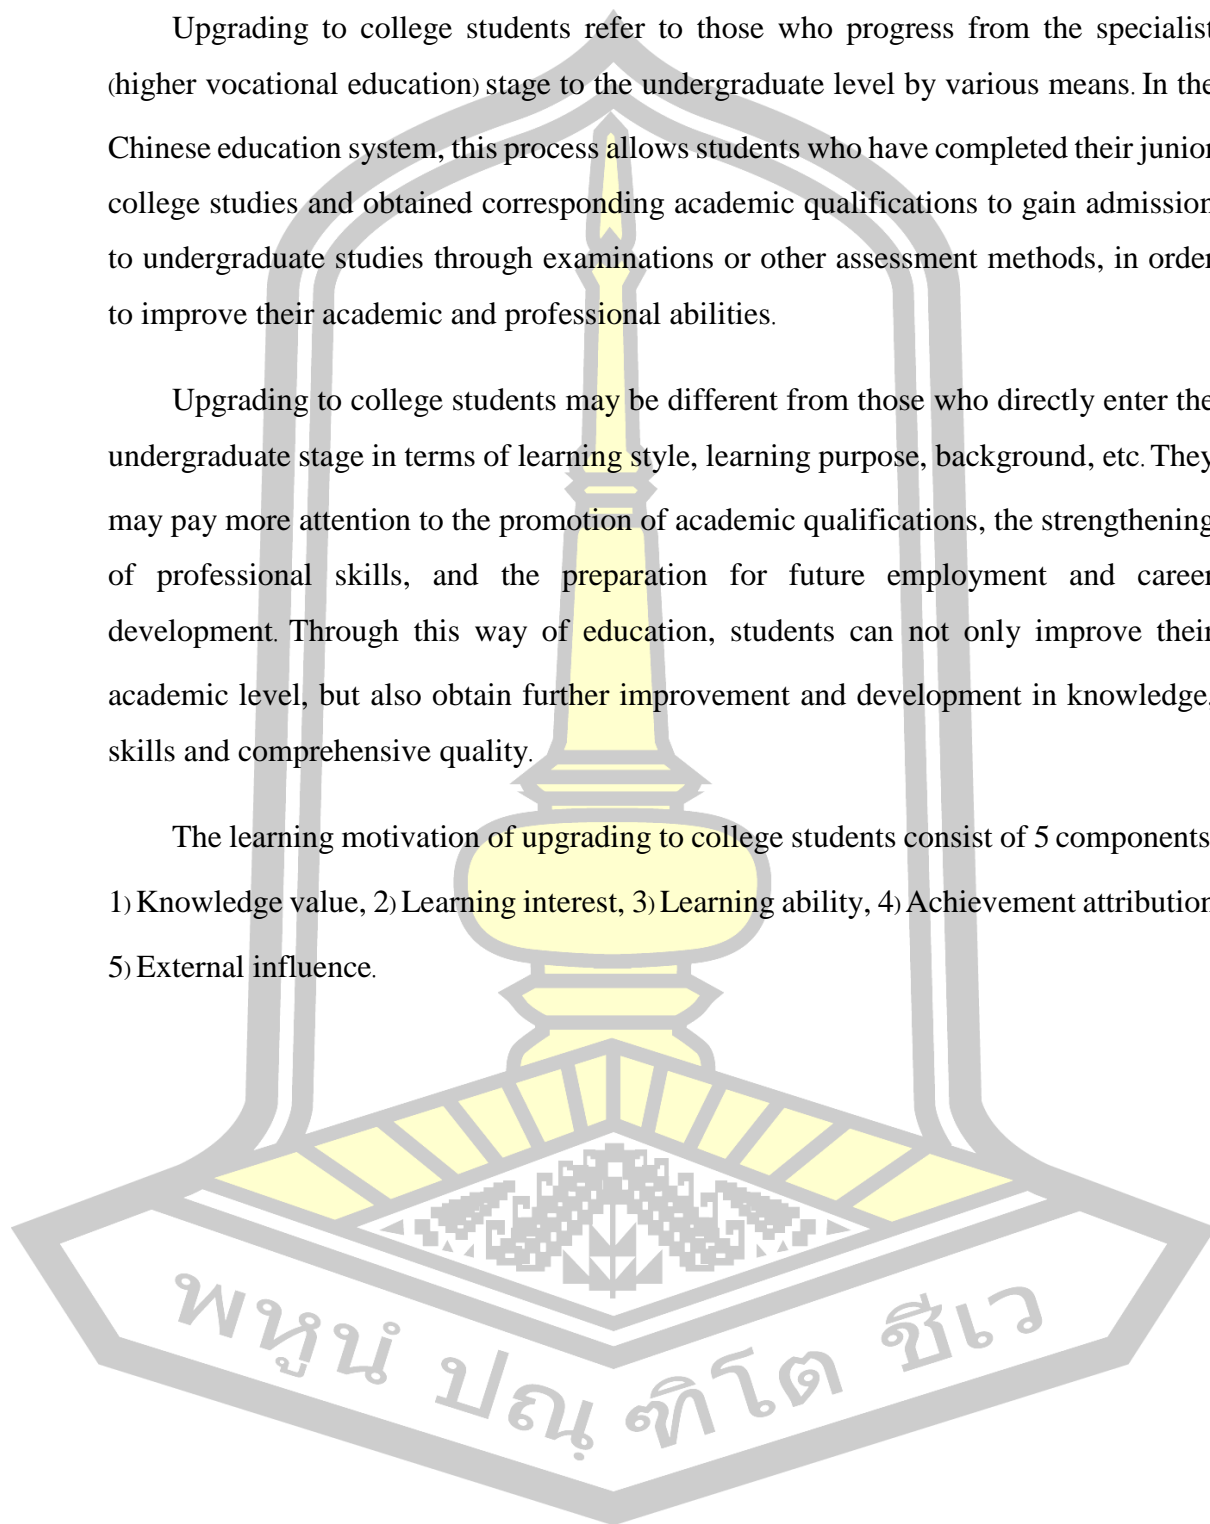 Upgrading to college students refer to those who progress from the specialist
(higher vocational education) stage to the undergraduate level by various means. In the
Chinese education system, this process allows students who have completed their junior
college studies and obtained corresponding academic qualifications to gain admission
to undergraduate studies through examinations or other assessment methods, in order
to improve their academic and professional abilities.
Upgrading to college students may be different from those who directly enter the
undergraduate stage in terms of learning style, learning purpose, background, etc. They
may pay more attention to the promotion of academic qualifications, the strengthening
of professional skills, and the preparation for future employment and career
development. Through this way of education, students can not only improve their
academic level, but also obtain further improvement and development in knowledge,
skills and comprehensive quality.
The learning motivation of upgrading to college students consist of 5 components
1) Knowledge value, 2) Learning interest, 3) Learning ability, 4) Achievement attribution
5) External influence.
พหูนํ ปณฺฑิโต ชีเว